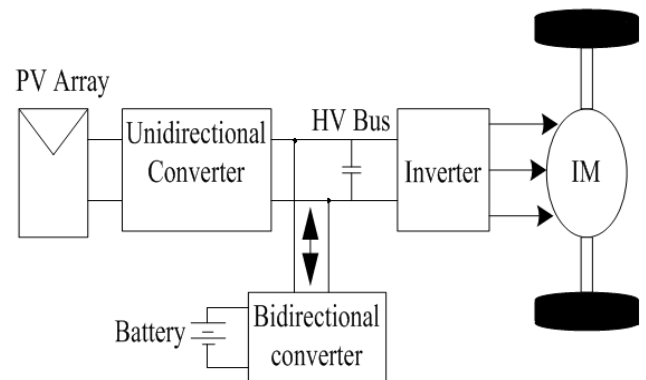 PV Array
Unidirectional
Converter
HV Bus
Inverter
IM
Battery
Bidirectional
converter